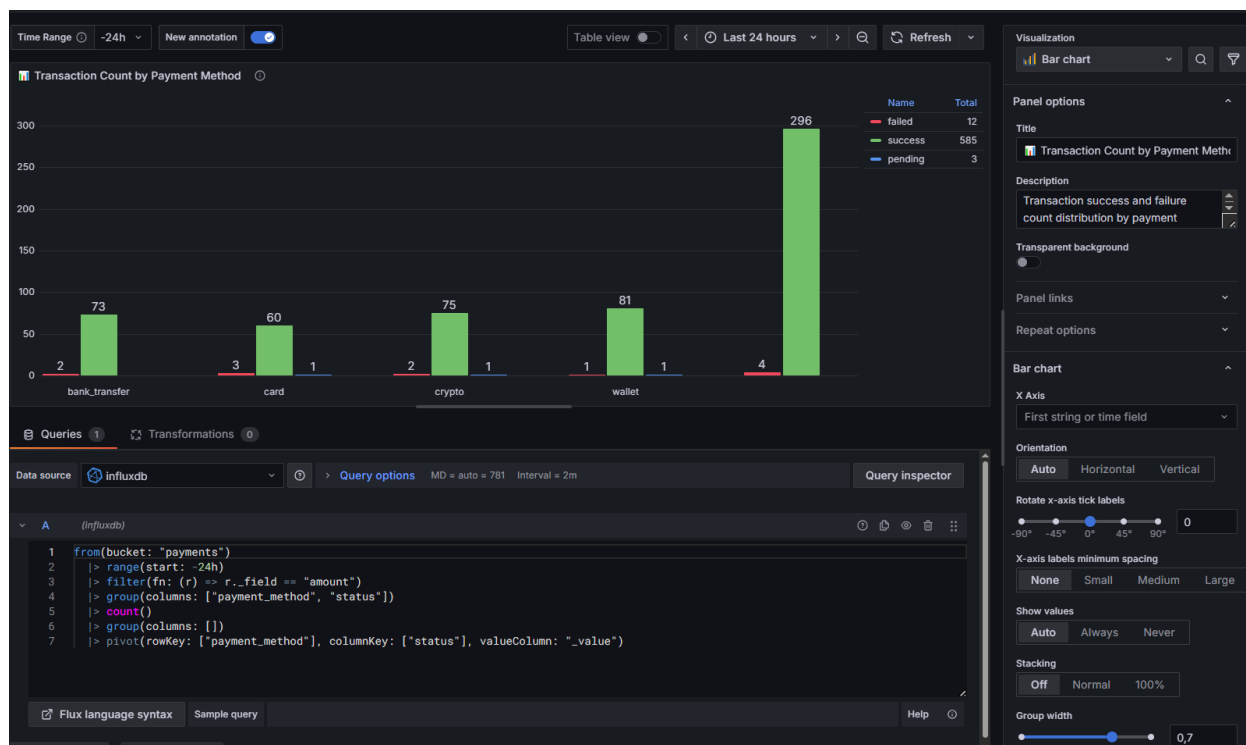 Time Range -24h New annotation Table view Last 24 hours Refresh
Transaction Count by Payment Method
Name Total
failed 12
success 585
pending 3
300
250
200
150
100
50
0
2 73
3 60 1
2 75 1
1 81 1
4 296
bank_transfer card crypto wallet
Queries 1 Transformations 0
Data source influxdb Query options MD = auto = 781 Interval = 2m Query inspector
A (influxdb)
1 from(bucket: "payments")
2 |> range(start: -24h)
3 |> filter(fn: (r) => r._field == "amount")
4 |> group(columns: ["payment_method", "status"])
5 |> count()
6 |> group(columns: [])
7 |> pivot(rowKey: ["payment_method"], columnKey: ["status"], valueColumn: "_value")
Flux language syntax Sample query Help
Visualization
Bar chart
Panel options
Title
Transaction Count by Payment Meth
Description
Transaction success and failure
count distribution by payment
Transparent background
Panel links
Repeat options
Bar chart
X Axis
First string or time field
Orientation
Auto Horizontal Vertical
Rotate x-axis tick labels
-90° -45° 0° 45° 90° 0
X-axis labels minimum spacing
None Small Medium Large
Show values
Auto Always Never
Stacking
Off Normal 100%
Group width
0,7